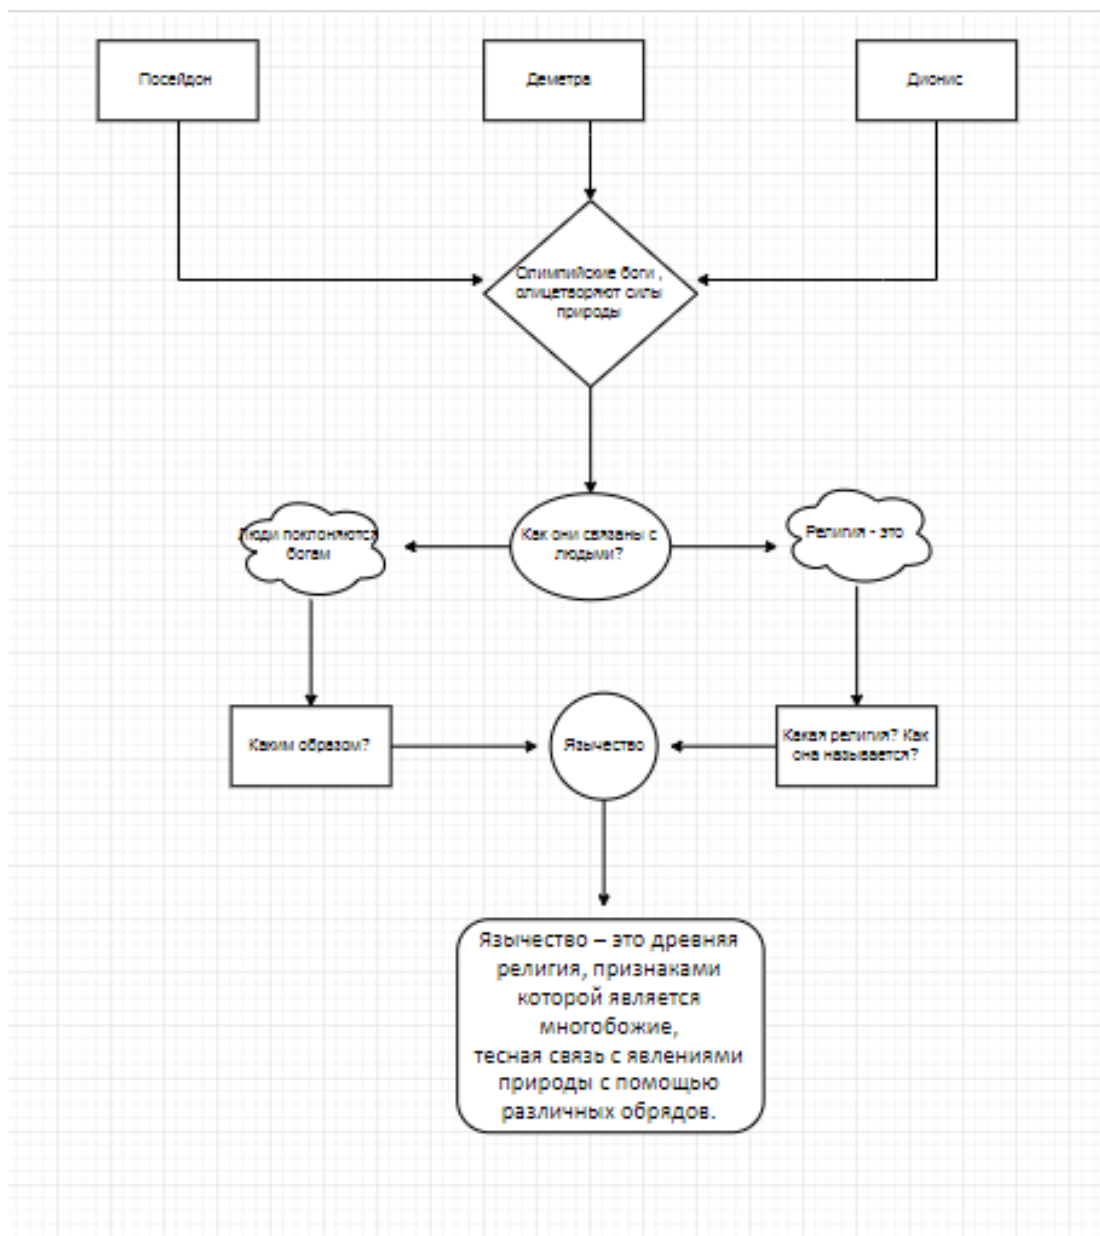 Посейдон
Деметра
Дионис
Олимпийские боги ,
олицетворяют силы
природы
Люди поклоняются
богам
Как они связаны с
людьми?
Религия - это
Каким образом?
Язычество
Какая религия? Как
она называется?
Язычество – это древняя
религия, признаками
которой является
многобожие,
тесная связь с явлениями
природы с помощью
различных обрядов.